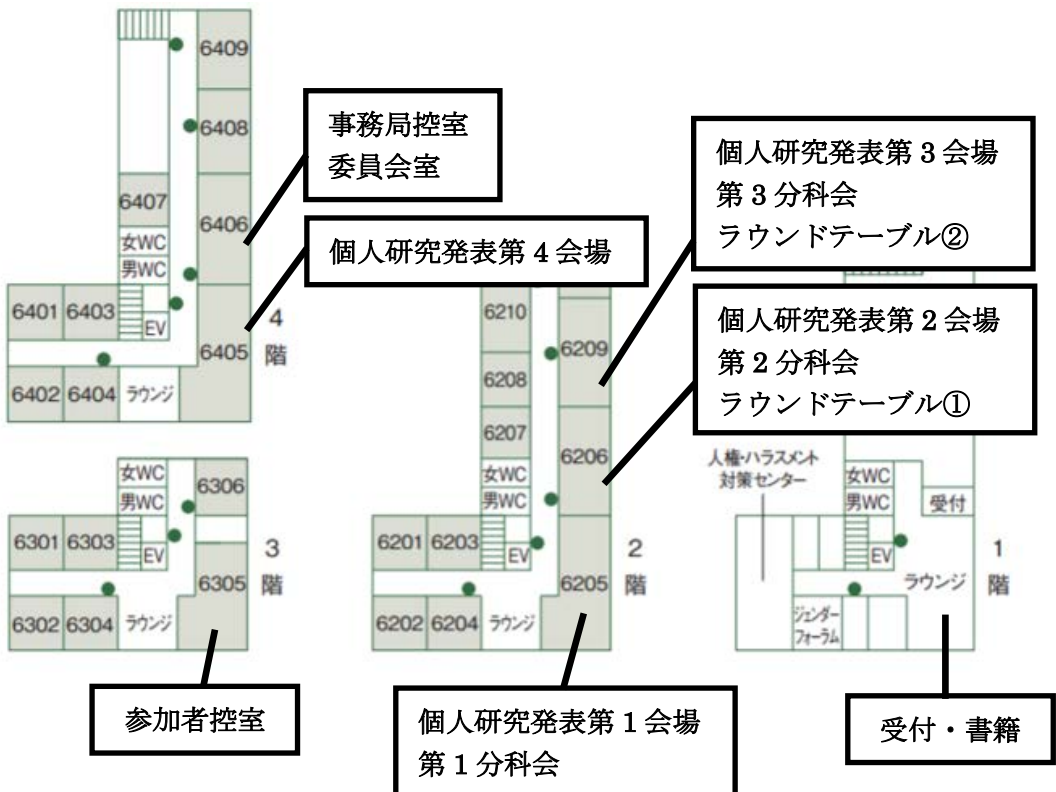 6409
6408
事務局控室
委員会室
6407
6406
女WC
男WC
個人研究発表第4会場
6401 6403
EV
4
階
6405
6402 6404 ラウンジ
個人研究発表第3会場
第3分科会
ラウンドテーブル②
個人研究発表第2会場
第2分科会
ラウンドテーブル①
6210
6209
6208
6207
6206
女WC
男WC
6201 6203
EV
2
階
6205
6202 6204 ラウンジ
個人研究発表第1会場
第1分科会
女WC
男WC
6306
6301 6303
EV
3
階
6305
6302 6304 ラウンジ
参加者控室
人権・ハラスメント
対策センター
女WC
男WC
受付
EV
1
階
ラウンジ
ジェンダー
フォーラム
受付・書籍